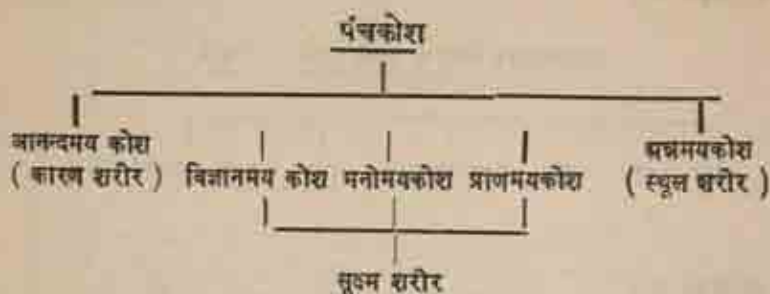 पंचकोश
आनन्दमय कोश
( कारण शरीर )
विज्ञानमय कोश
मनोमयकोश
प्राणमयकोश
अन्नमयकोश
( स्थूल शरीर )
सूक्ष्म शरीर